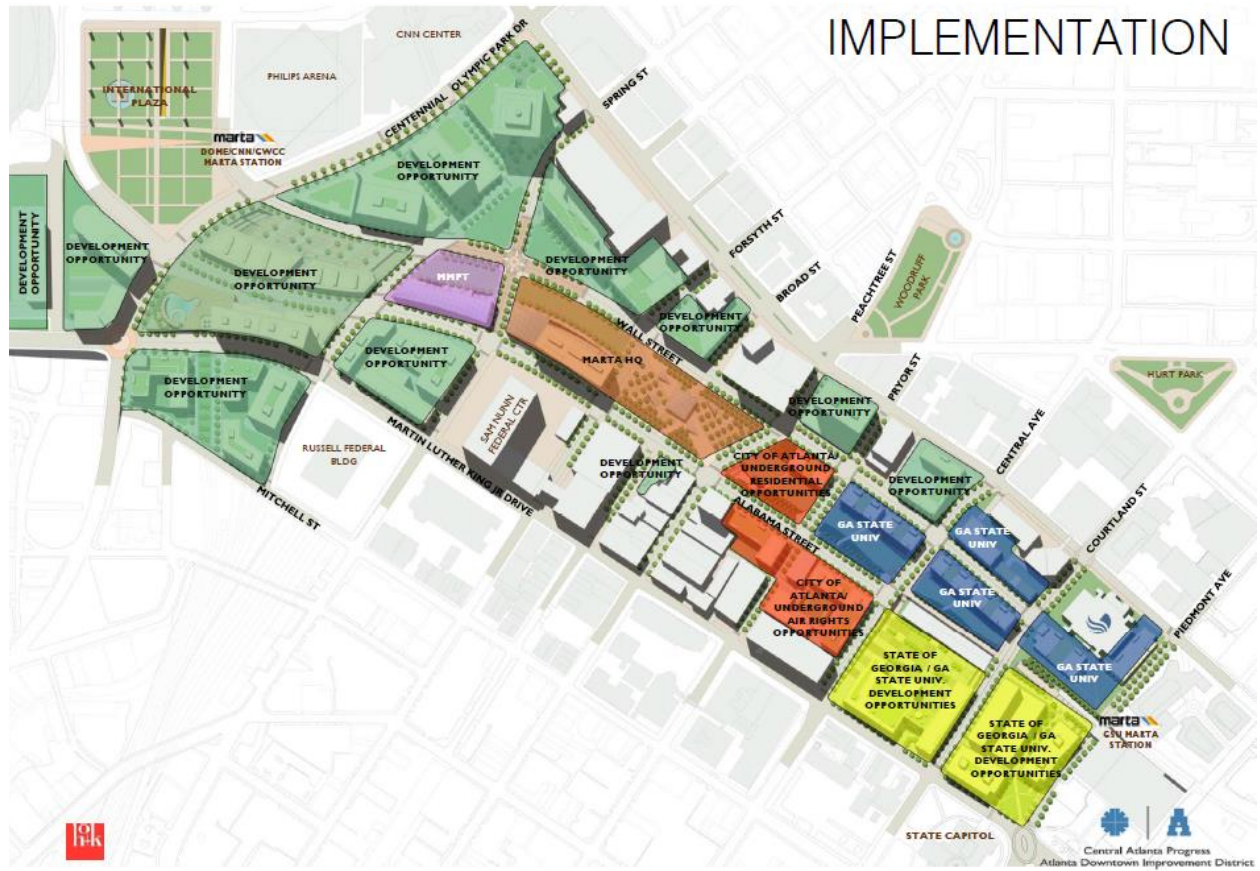 IMPLEMENTATION
CNN CENTER
PHILIPS ARENA
CENTENNIAL OLYMPIC PARK DR
SPRING ST
INTERNATIONAL
PLAZA
marta
DOME/CNN/GWCC
MARTA STATION
DEVELOPMENT
OPPORTUNITY
FORSYTH ST
BROAD ST
PEACHTREE ST
WOODRUFF
PARK
DEVELOPMENT
OPPORTUNITY
DEVELOPMENT
OPPORTUNITY
DEVELOPMENT
OPPORTUNITY
MMPT
DEVELOPMENT
OPPORTUNITY
DEVELOPMENT
OPPORTUNITY
WALL STREET
MARTA HQ
DEVELOPMENT
OPPORTUNITY
DEVELOPMENT
OPPORTUNITY
PRYOR ST
HURT PARK
DEVELOPMENT
OPPORTUNITY
SAM NUNN
FEDERAL CTR
RUSSELL FEDERAL
BLDG
MARTIN LUTHER KING JR DRIVE
MITCHELL ST
DEVELOPMENT
OPPORTUNITY
CITY OF ATLANTA/
UNDERGROUND
RESIDENTIAL
OPPORTUNITIES
DEVELOPMENT
OPPORTUNITY
CENTRAL AVE
COURTLAND ST
PIEDMONT AVE
ALABAMA STREET
GA STATE
UNIV
GA STATE
UNIV
GA STATE
UNIV
GA STATE
UNIV
CITY OF
ATLANTA/
UNDERGROUND
AIR RIGHTS
OPPORTUNITIES
STATE OF
GEORGIA / GA
STATE UNIV.
DEVELOPMENT
OPPORTUNITIES
STATE OF
GEORGIA / GA
STATE UNIV.
DEVELOPMENT
OPPORTUNITIES
marta
GSU MARTA
STATION
STATE CAPITOL
hok
Central Atlanta Progress
Atlanta Downtown Improvement District